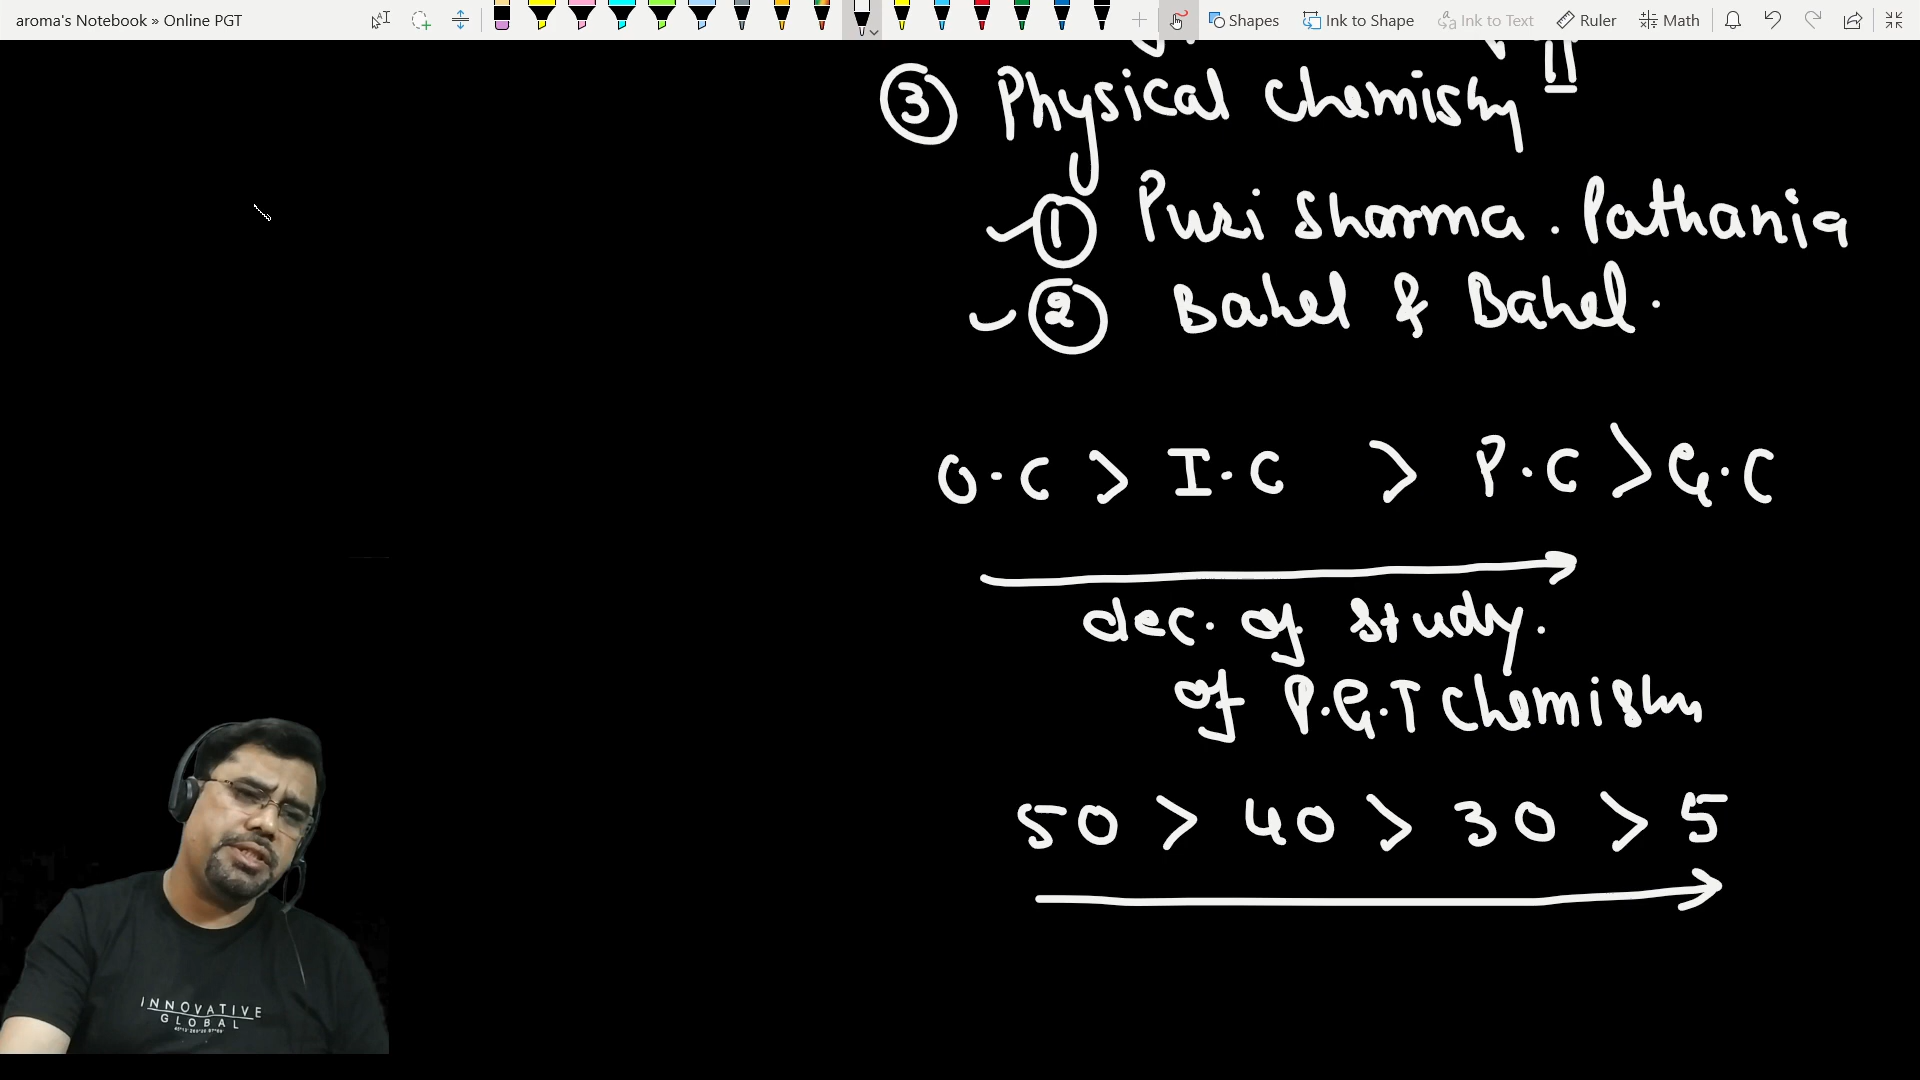 aroma's Notebook » Online PGT
Shapes
Ink to Shape
Ink to Text
Ruler
Math
③ Physical Chemistry
① Puri Sharma. Pathania
② Bahel & Bahel.
O.C > I.C > P.C > G.C
dec. of study.
of P.G.T Chemistry
50 > 40 > 30 > 5
INNOVATIVE
GLOBAL